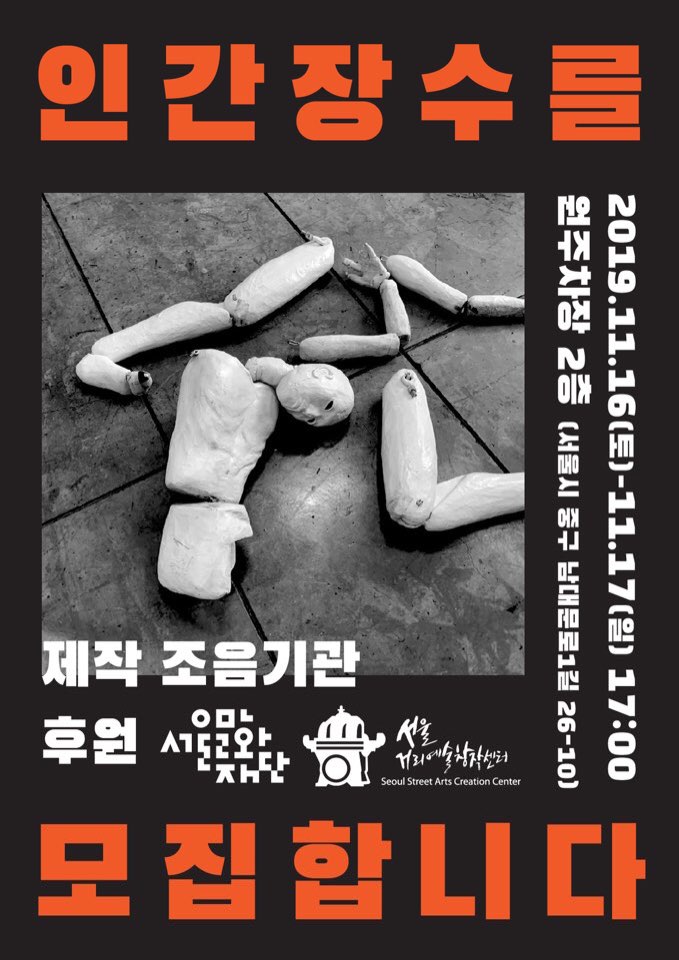 인간장수를
2019.11.16(토)-11.17(일) 17:00
원주차장 2층 (서울시 중구 남대문로1길 26-10)
제작 조음기관
후원
서울문화재단
서울
거리예술창작센터
Seoul Street Arts Creation Center
모집합니다